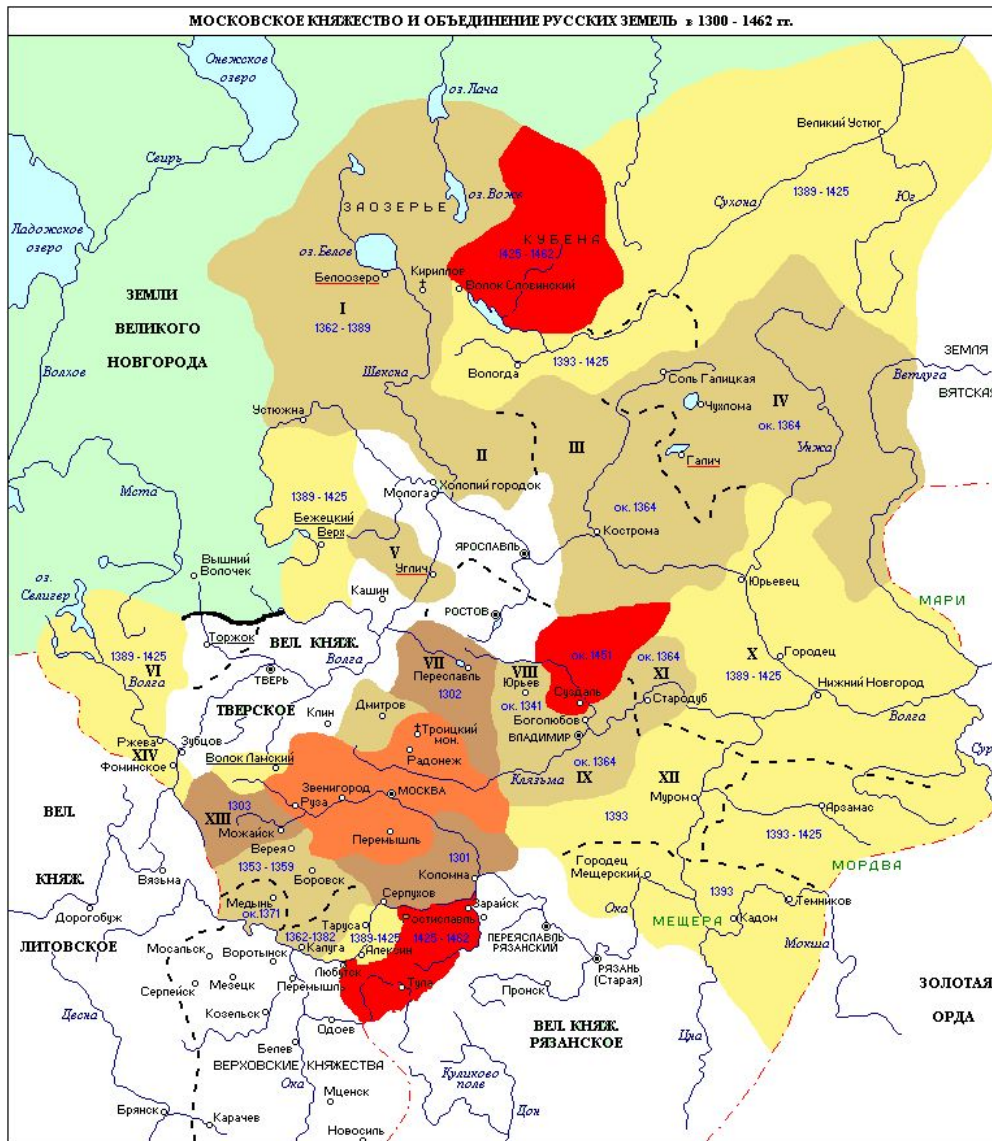 МОСКОВСКОЕ КНЯЖЕСТВО И ОБЪЕДИНЕНИЕ РУССКИХ ЗЕМЕЛЬ в 1300 - 1462 гг.
Онежское
озеро
оз. Лача
Великий Устюг
Свирь
оз. Воже
1389 - 1425
Юг
Сухона
ЗАОЗЕРЬЕ
Ладожское
озеро
КУБЕНА
1425 - 1462
оз. Белое
Белоозеро
Кириллов
Волок Словинский
ЗЕМЛИ
ВЕЛИКОГО
НОВГОРОДА
I
1362 - 1389
Волхов
Шексна
Вологда
1393 - 1425
ЗЕМЛЯ
ВЯТСКАЯ
Ветлуга
Соль Галицкая
Чухлома
IV
ок. 1364
Устюжна
II
III
Унжа
Галич
Мста
1389 - 1425
Холопий городок
Молога
ок. 1364
Бежецкий
Верх
Кострома
V
Углич
ЯРОСЛАВЛЬ
Вышний
Волочек
Юрьевец
оз.
Селигер
Кашин
МАРИ
РОСТОВ
Торжок
ВЕЛ. КНЯЖ.
Волга
1389 - 1425
VI
Волга
ТВЕРЬ
VII
Переславль
1302
VIII
Юрьев
ок. 1341
ок. 1451
ок. 1364
XI
X
1389 - 1425
Городец
Суздаль
Стародуб
Нижний Новгород
Волга
ТВЕРСКОЕ
Клин
Дмитров
Боголюбов
ВЛАДИМИР
Троицкий
мон.
Радонеж
Ржева
Зубцов
XIV
Фоминское
Волок Ламский
Клязьма
ок. 1364
IX
XII
Сур
Звенигород
Руза
МОСКВА
Муром
Арзамас
1303
XIII
Можайск
Перемышль
1393
1393 - 1425
ВЕЛ.
Верея
1353 - 1359
1301
Коломна
Боровск
Городец
Мещерский
МОРДВА
Вязьма
КНЯЖ.
Медынь
ок. 1371
Серпухов
Зарайск
1393
Темников
Дорогобуж
Таруса
Ростиславль
Ока
МЕЩЕРА
Кадом
ЛИТОВСКОЕ
1362-1382
Калуга
1389-1425
Алексин
1425 - 1462
ПЕРЕЯСЛАВЛЬ
РЯЗАНСКИЙ
Мокша
Мосальск
Воротынск
Любутск
РЯЗАНЬ
(Старая)
Серпейск
Мезецк
Перемышль
Тула
Пронск
ЗОЛОТАЯ
Десна
Козельск
Одоев
ВЕЛ. КНЯЖ.
РЯЗАНСКОЕ
ОРДА
Цна
Белев
ВЕРХОВСКИЕ КНЯЖЕСТВА
Куликово
поле
Ока
Мценск
Брянск
Карачев
Дон
Новосиль